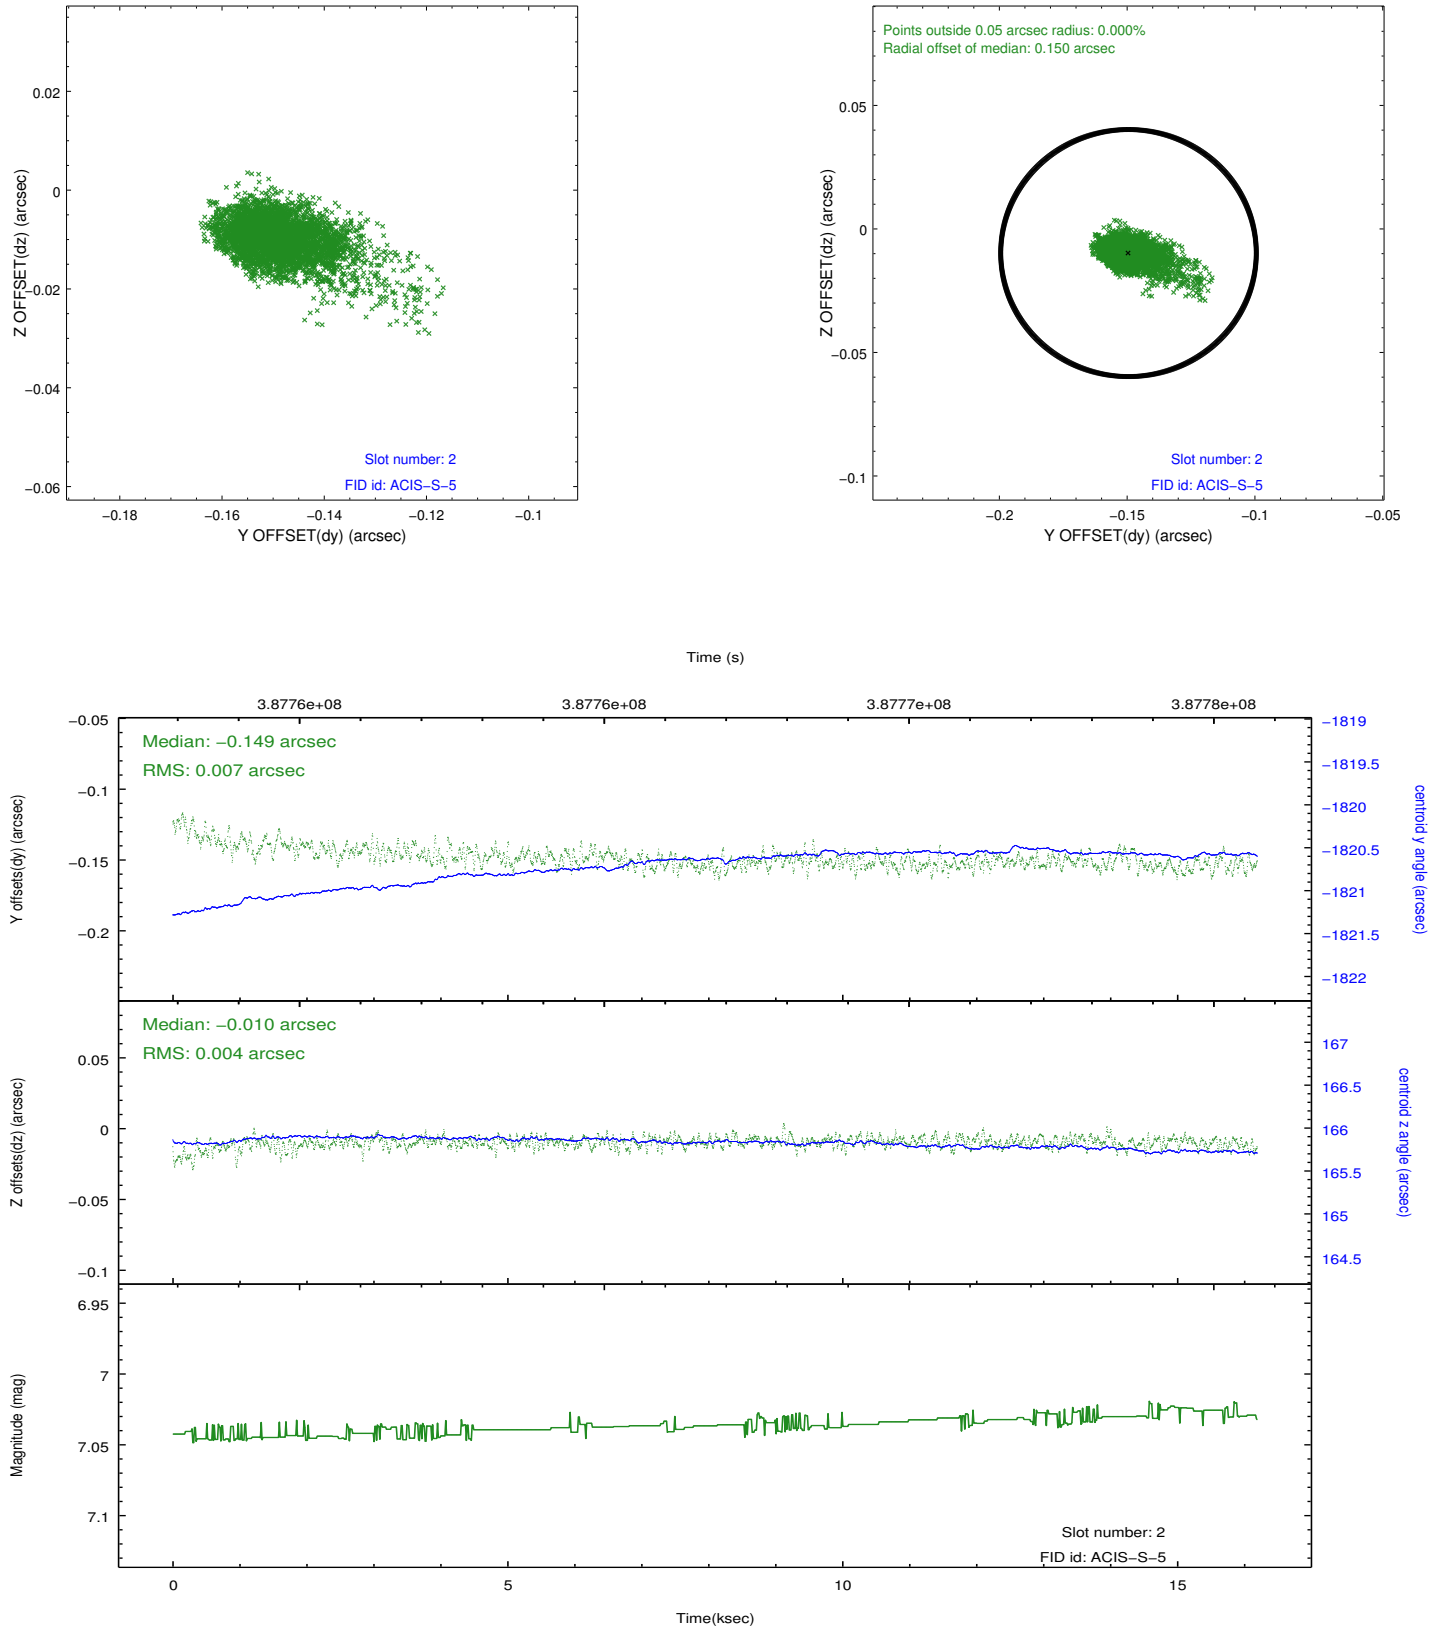 0.02
0
−0.02
−0.04
−0.06
Z OFFSET(dz) (arcsec)
Slot number: 2
FID id: ACIS−S−5
−0.18
−0.16
−0.14
−0.12
−0.1
Y OFFSET(dy) (arcsec)
Points outside 0.05 arcsec radius: 0.000%
Radial offset of median: 0.150 arcsec
0.05
0
−0.05
−0.1
Z OFFSET(dz) (arcsec)
Slot number: 2
FID id: ACIS−S−5
−0.2
−0.15
−0.1
−0.05
Y OFFSET(dy) (arcsec)
Time (s)
3.8776e+08
3.8776e+08
3.8777e+08
3.8778e+08
Median: −0.149 arcsec
RMS: 0.007 arcsec
−0.05
−0.1
−0.15
−0.2
Y offsets(dy) (arcsec)
−1819
−1819.5
−1820
−1820.5
−1821
−1821.5
−1822
centroid y angle (arcsec)
Median: −0.010 arcsec
RMS: 0.004 arcsec
0.05
0
−0.05
−0.1
Z offsets(dz) (arcsec)
167
166.5
166
165.5
165
164.5
centroid z angle (arcsec)
6.95
7
7.05
7.1
Magnitude (mag)
Slot number: 2
FID id: ACIS−S−5
0
5
10
15
Time(ksec)